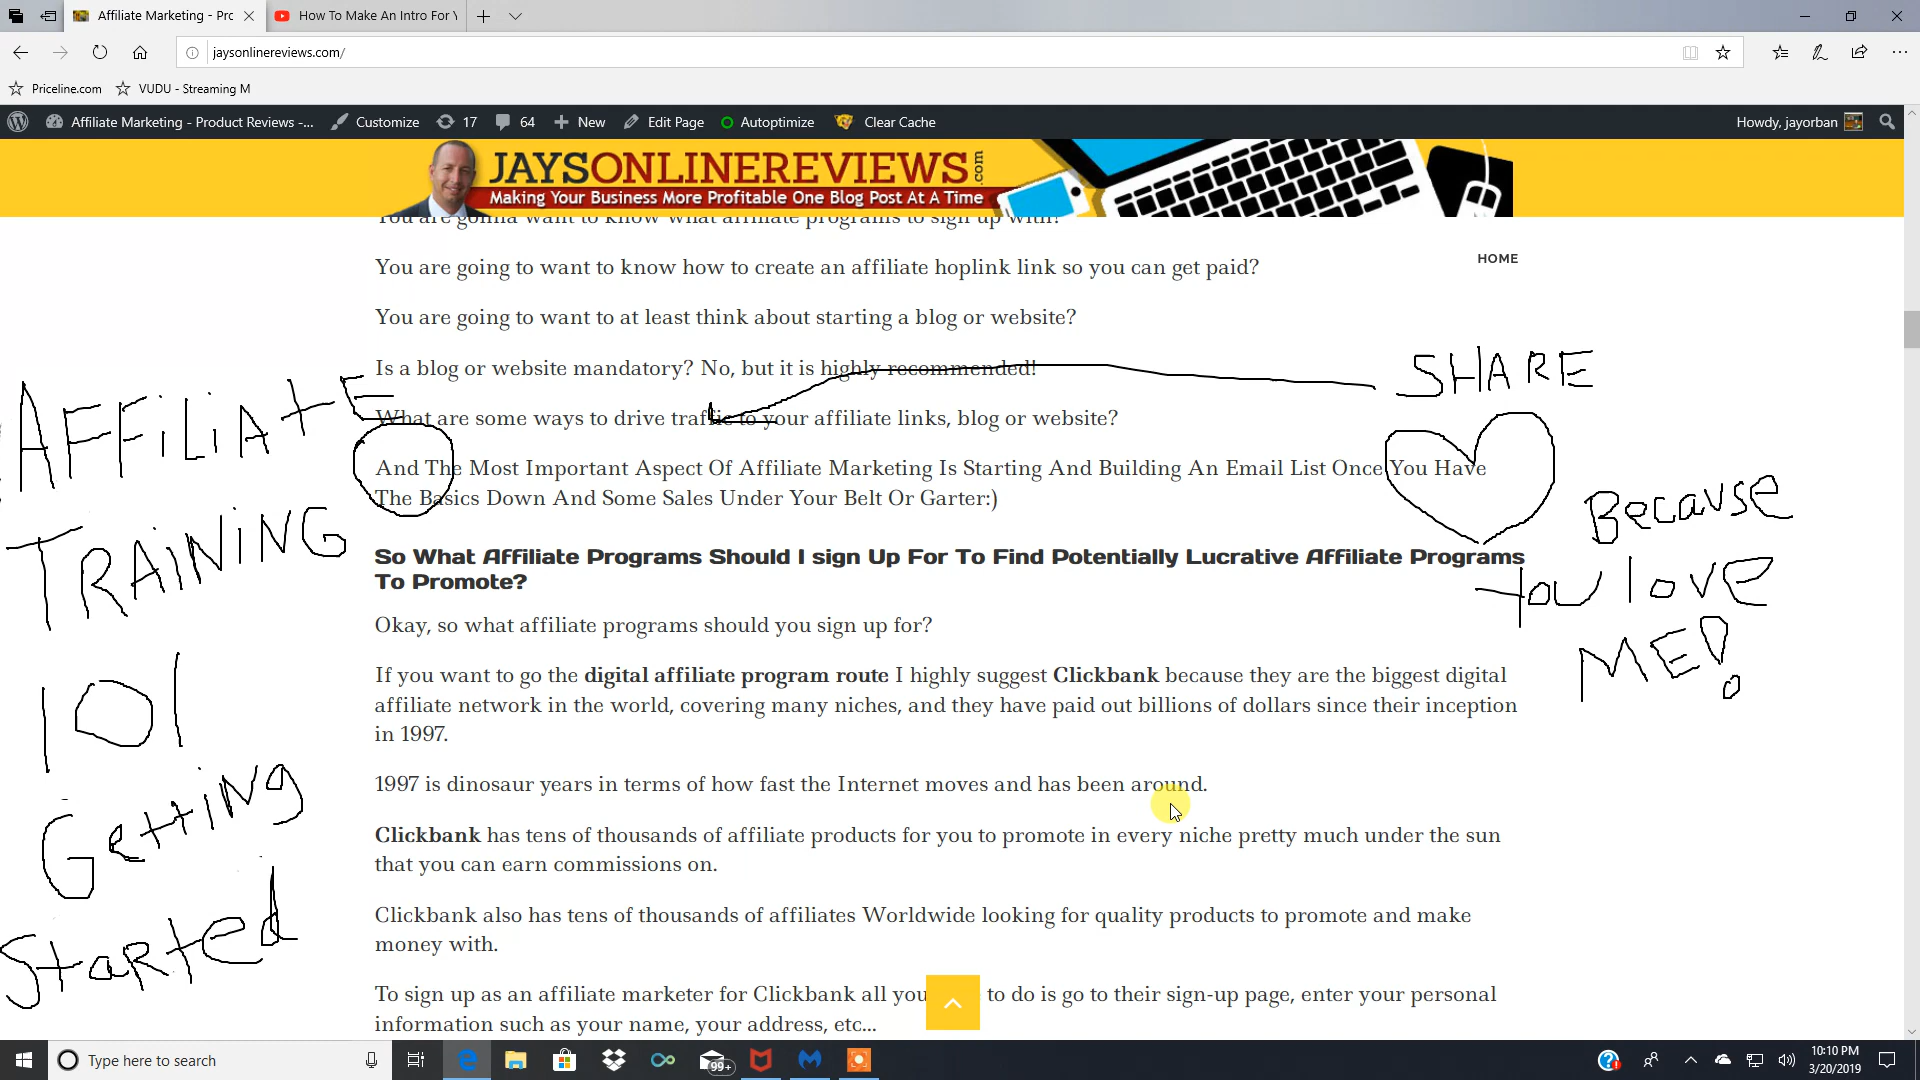 Affiliate Marketing - Prc
How To Make An Intro For Y
jaysonlinereviews.com/
Priceline.com
VUDU - Streaming M
Affiliate Marketing - Product Reviews -...
Customize
17
64
New
Edit Page
Autoptimize
Clear Cache
Howdy, jayorban
JAYSONLINEREVIEWS.com
Making Your Business More Profitable One Blog Post At A Time
You are gonna want to know what affiliate programs to sign up with!
HOME
You are going to want to know how to create an affiliate hoplink link so you can get paid?
You are going to want to at least think about starting a blog or website?
Is a blog or website mandatory? No, but it is highly recommended!
What are some ways to drive traffic to your affiliate links, blog or website?
And The Most Important Aspect Of Affiliate Marketing Is Starting And Building An Email List Once You Have
The Basics Down And Some Sales Under Your Belt Or Garter:)
So What Affiliate Programs Should I sign Up For To Find Potentially Lucrative Affiliate Programs
To Promote?
Okay, so what affiliate programs should you sign up for?
If you want to go the digital affiliate program route I highly suggest Clickbank because they are the biggest digital
affiliate network in the world, covering many niches, and they have paid out billions of dollars since their inception
in 1997.
1997 is dinosaur years in terms of how fast the Internet moves and has been around.
Clickbank has tens of thousands of affiliate products for you to promote in every niche pretty much under the sun
that you can earn commissions on.
Clickbank also has tens of thousands of affiliates Worldwide looking for quality products to promote and make
money with.
To sign up as an affiliate marketer for Clickbank all you to do is go to their sign-up page, enter your personal
information such as your name, your address, etc...
AFFiLiATE
TRAiNiNG
101
GettiNg
Started
SHARE
Because
You love
ME!
Type here to search
99+
10:10 PM
3/20/2019